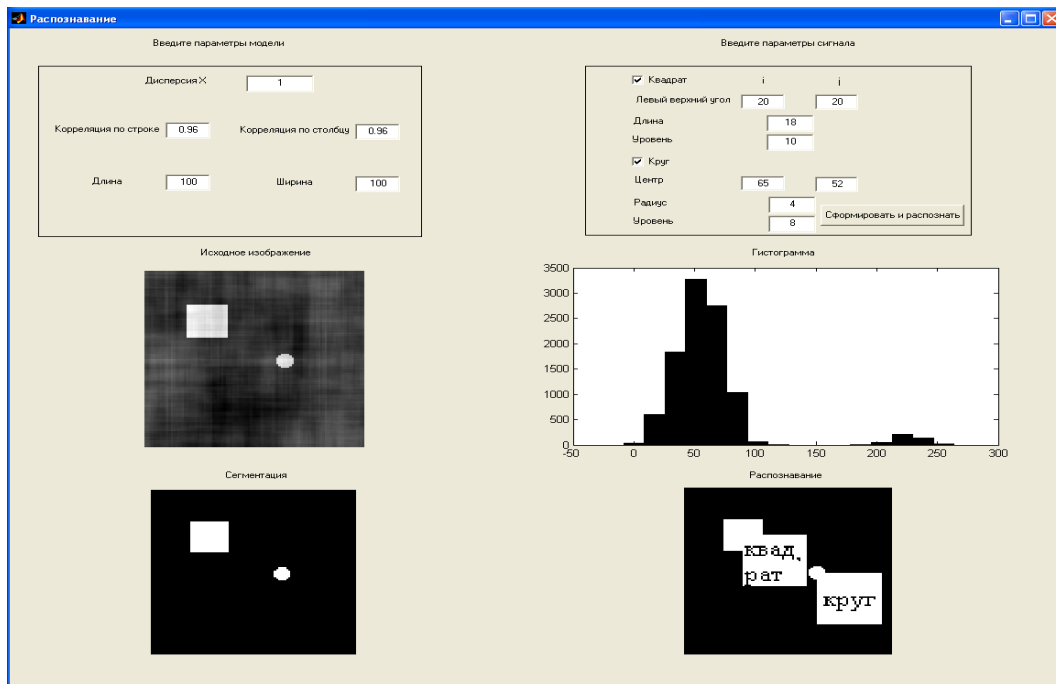 Распознавание
Введите параметры модели
Дисперсия X 1
Корреляция по строке 0.96 Корреляция по столбцу 0.96
Длина 100 Ширина 100
Введите параметры сигнала
Квадрат i j
Левый верхний угол 20 20
Длина 18
Уровень 10
Круг
Центр 65 52
Радиус 4
Уровень 8
Сформировать и распознать
Исходное изображение
Гистограмма
3500
3000
2500
2000
1500
1000
500
0
-50 0 50 100 150 200 250 300
Сегментация
Распознавание
квад,
рат
круг